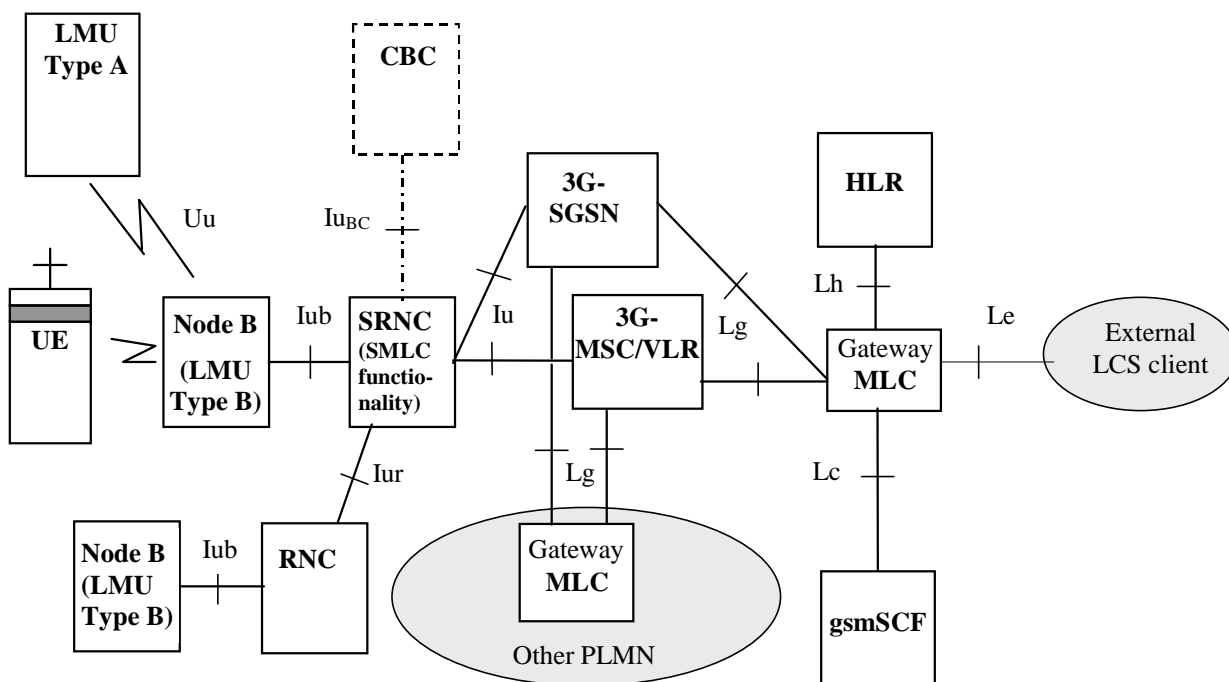 LMU
Type A
CBC
3G-
SGSN
HLR
Uu
IuBC
Lh
Le
UE
Node B
(LMU
Type B)
Iub
SRNC
(SMLC
functio-
nality)
Iu
3G-
MSC/VLR
Lg
Gateway
MLC
External
LCS client
Iur
Lg
Lc
Node B
(LMU
Type B)
Iub
RNC
Gateway
MLC
gsmSCF
Other PLMN